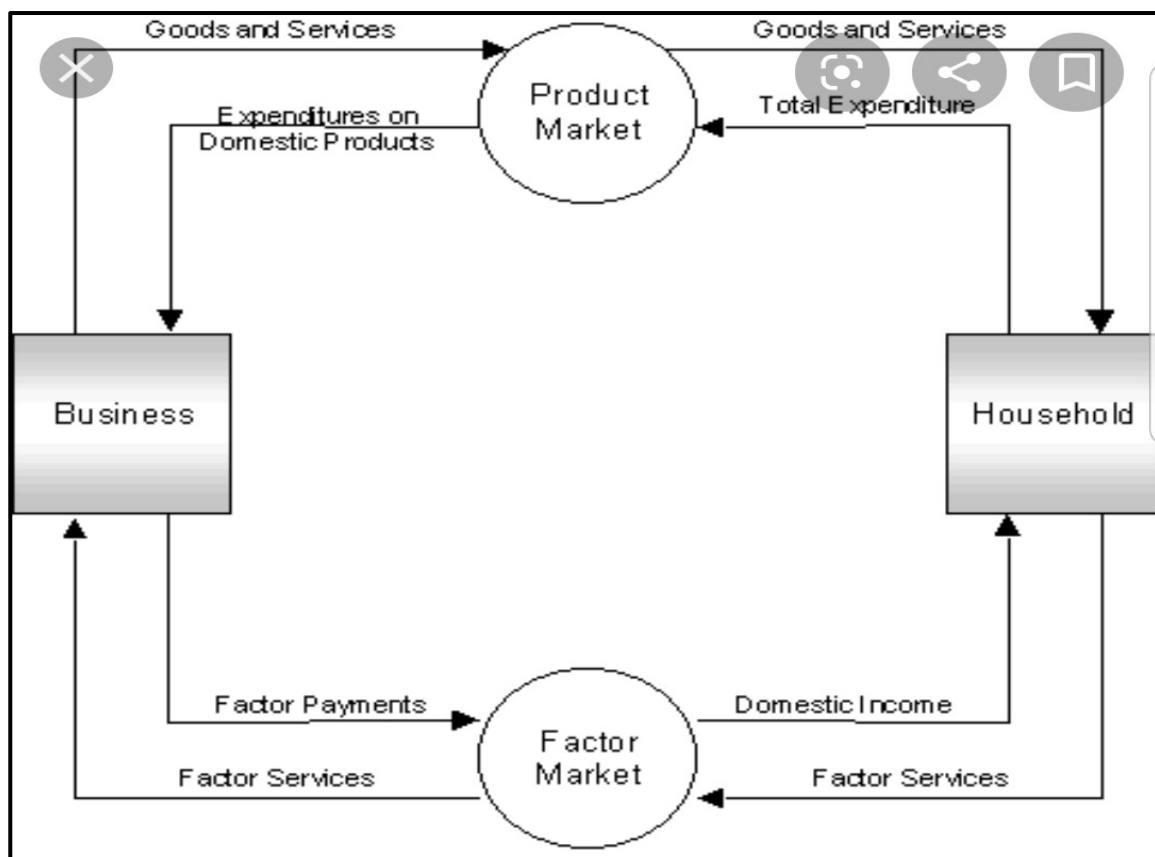 Goods and Services
Goods and Services
Product
Market
Expenditures on
Domestic Products
Total Expenditure
Business
Household
Factor Payments
Domestic Income
Factor
Market
Factor Services
Factor Services